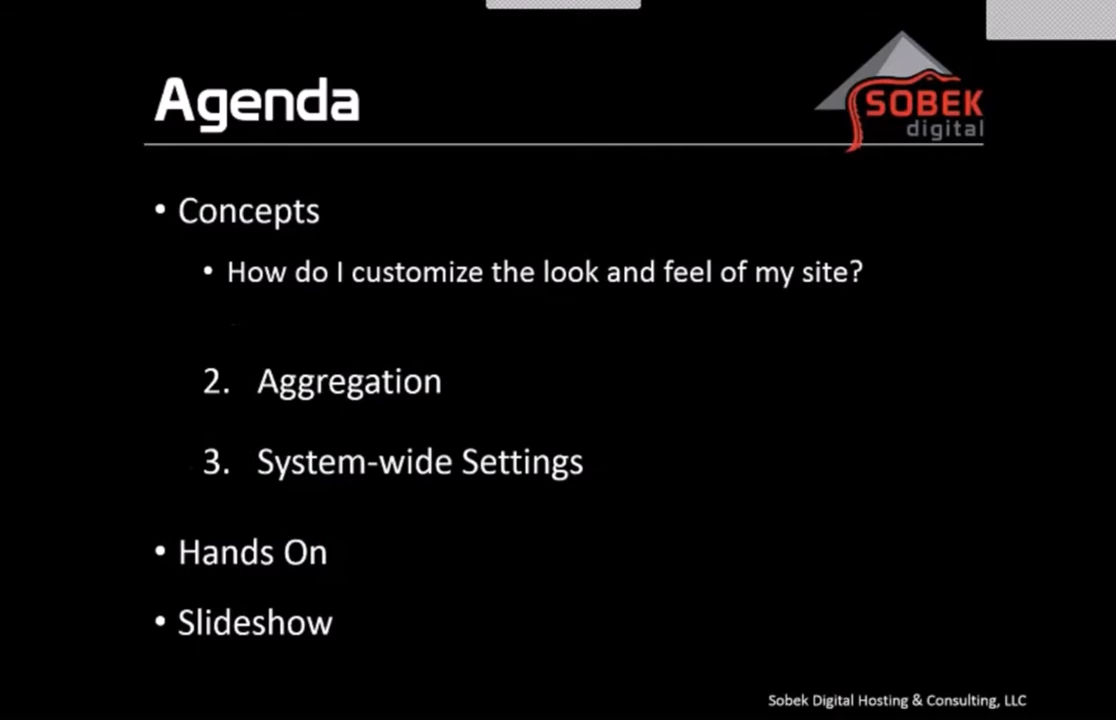 Agenda
SOBEK
digital
• Concepts
• How do I customize the look and feel of my site?
2. Aggregation
3. System-wide Settings
• Hands On
• Slideshow
Sobek Digital Hosting & Consulting, LLC